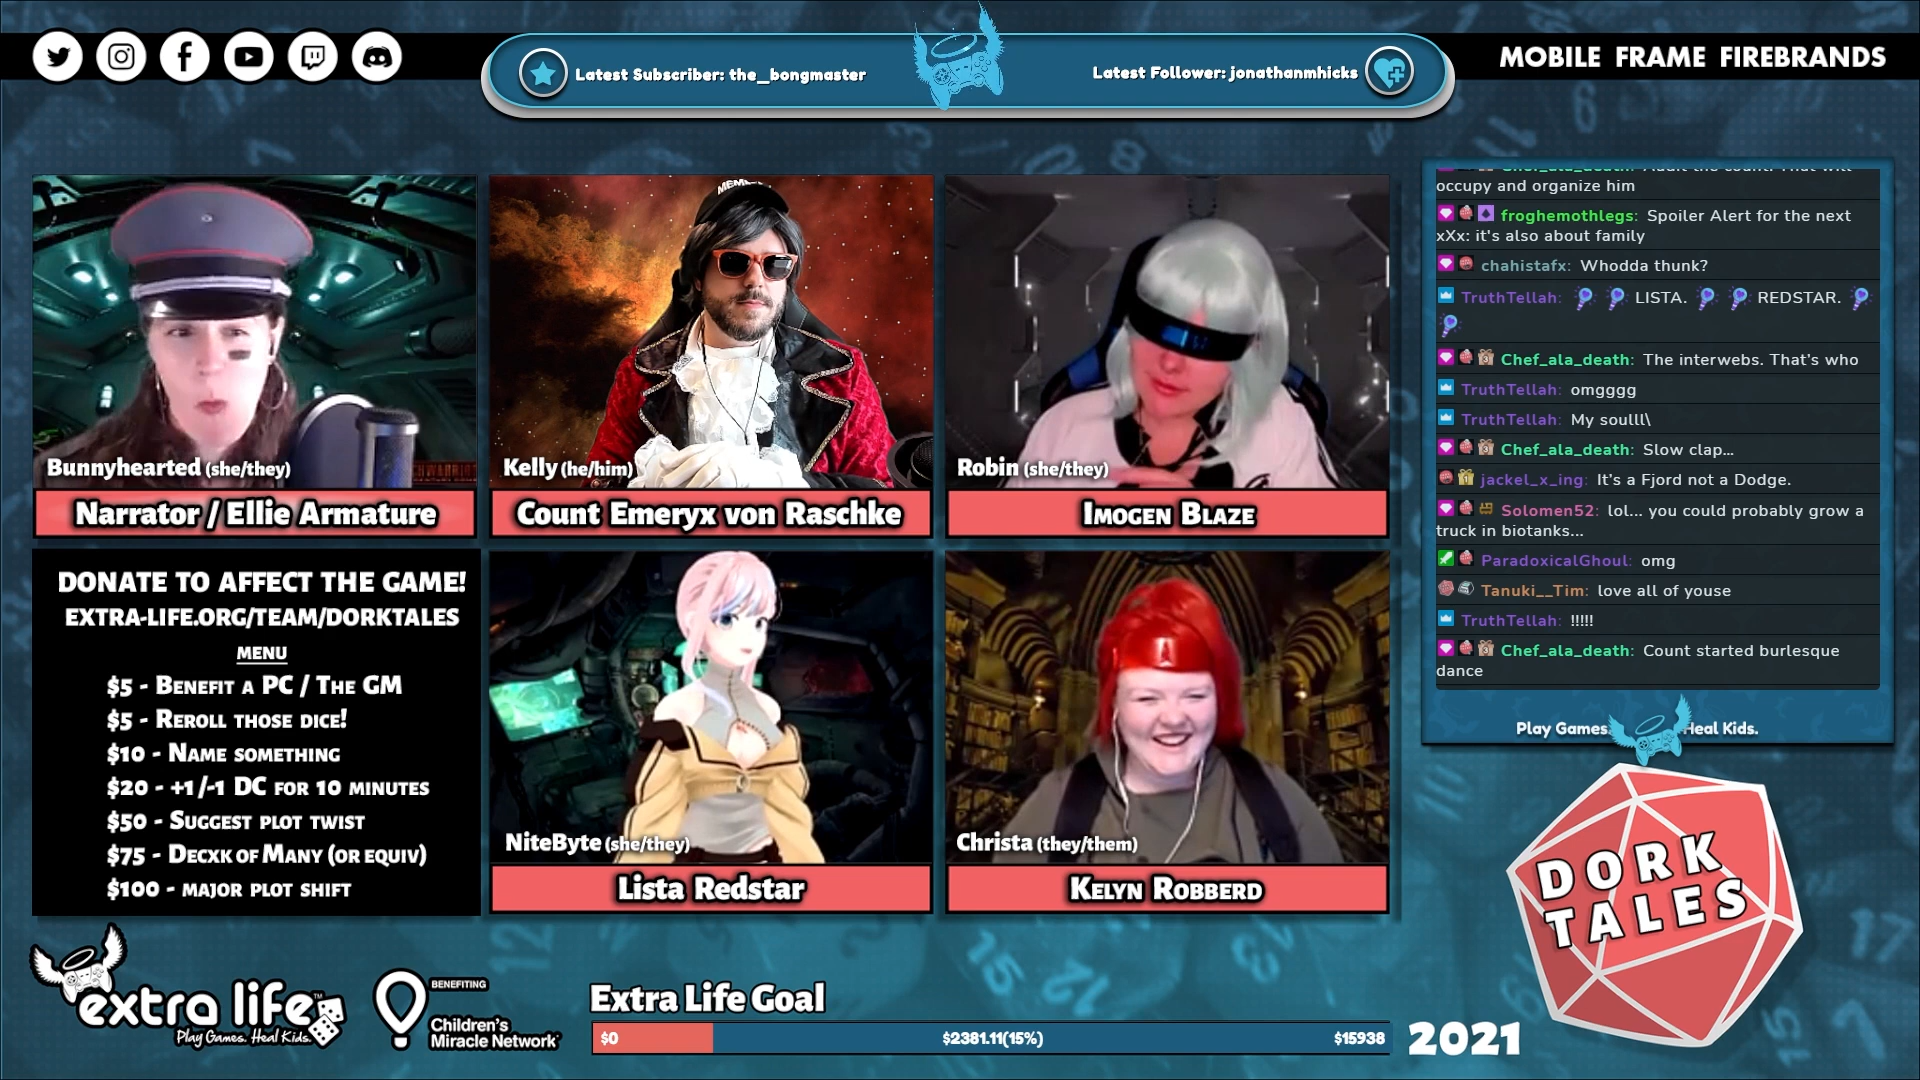 Latest Subscriber: the__bongmaster
Latest Follower: jonathanmhicks
MOBILE FRAME FIREBRANDS
Bunnyhearted (she/they)
Narrator / Ellie Armature
Kelly (he/him)
Count Emeryx von Raschke
Robin (she/they)
Imogen Blaze
DONATE TO AFFECT THE GAME!
EXTRA-LIFE.ORG/TEAM/DORKTALES
MENU
$5 - Benefit a PC / The GM
$5 - Reroll those dice!
$10 - Name something
$20 - +1/-1 DC for 10 minutes
$50 - Suggest plot twist
$75 - Decxk of Many (or equiv)
$100 - major plot shift
NiteByte (she/they)
Lista Redstar
Christa (they/them)
Kelyn Robberd
occupy and organize him
froghemothlegs: Spoiler Alert for the next
xXx: it's also about family
chahistafx: Whodda thunk?
TruthTellah: LISTA. REDSTAR.
Chef_ala_death: The interwebs. That's who
TruthTellah: omgggg
TruthTellah: My soulll\
Chef_ala_death: Slow clap...
jackel_x_ing: It's a Fjord not a Dodge.
Solomen52: lol... you could probably grow a
truck in biotanks...
ParadoxicalGhoul: omg
Tanuki__Tim: love all of youse
TruthTellah: !!!!!
Chef_ala_death: Count started burlesque
dance
Play Games. Heal Kids.
DORK
TALES
extra life™
Play Games. Heal Kids.
BENEFITING
Children's
Miracle Network
Extra Life Goal
$0 $2381.11(15%) $15938
2021